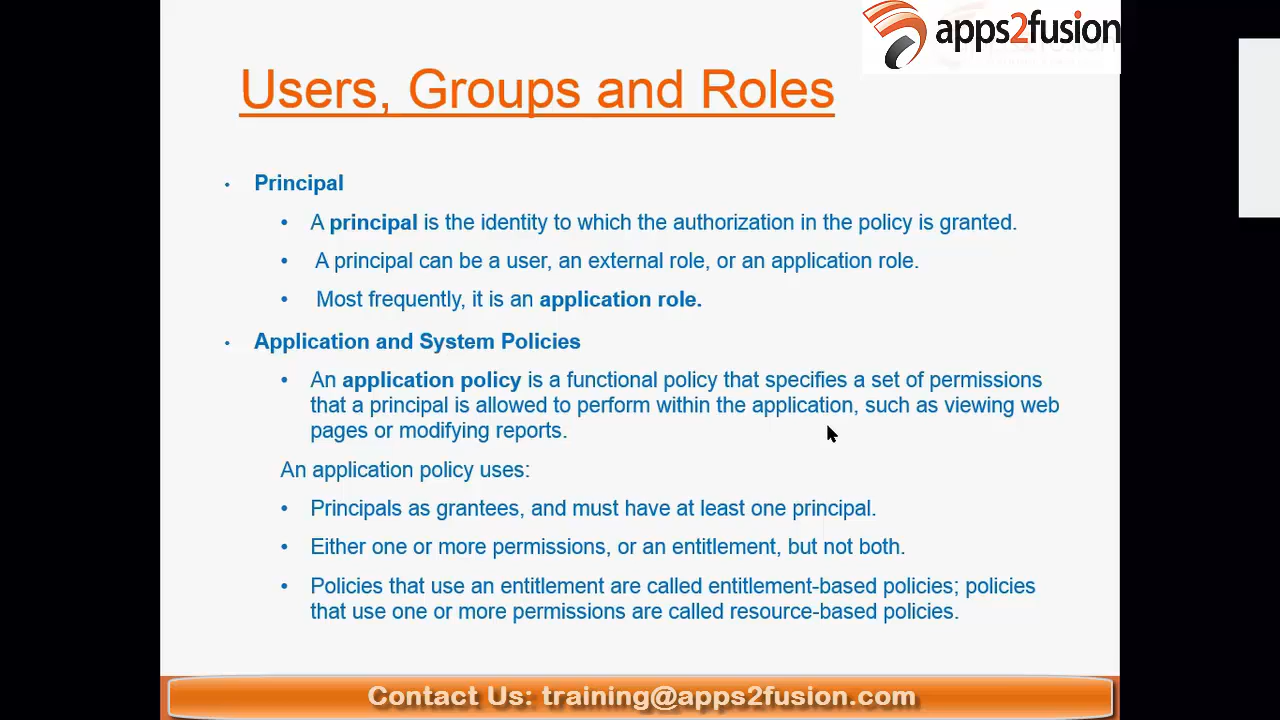 apps2fusion
Users, Groups and Roles
• Principal
• A principal is the identity to which the authorization in the policy is granted.
• A principal can be a user, an external role, or an application role.
• Most frequently, it is an application role.
• Application and System Policies
• An application policy is a functional policy that specifies a set of permissions
that a principal is allowed to perform within the application, such as viewing web
pages or modifying reports.
An application policy uses:
• Principals as grantees, and must have at least one principal.
• Either one or more permissions, or an entitlement, but not both.
• Policies that use an entitlement are called entitlement-based policies; policies
that use one or more permissions are called resource-based policies.
Contact Us: training@apps2fusion.com